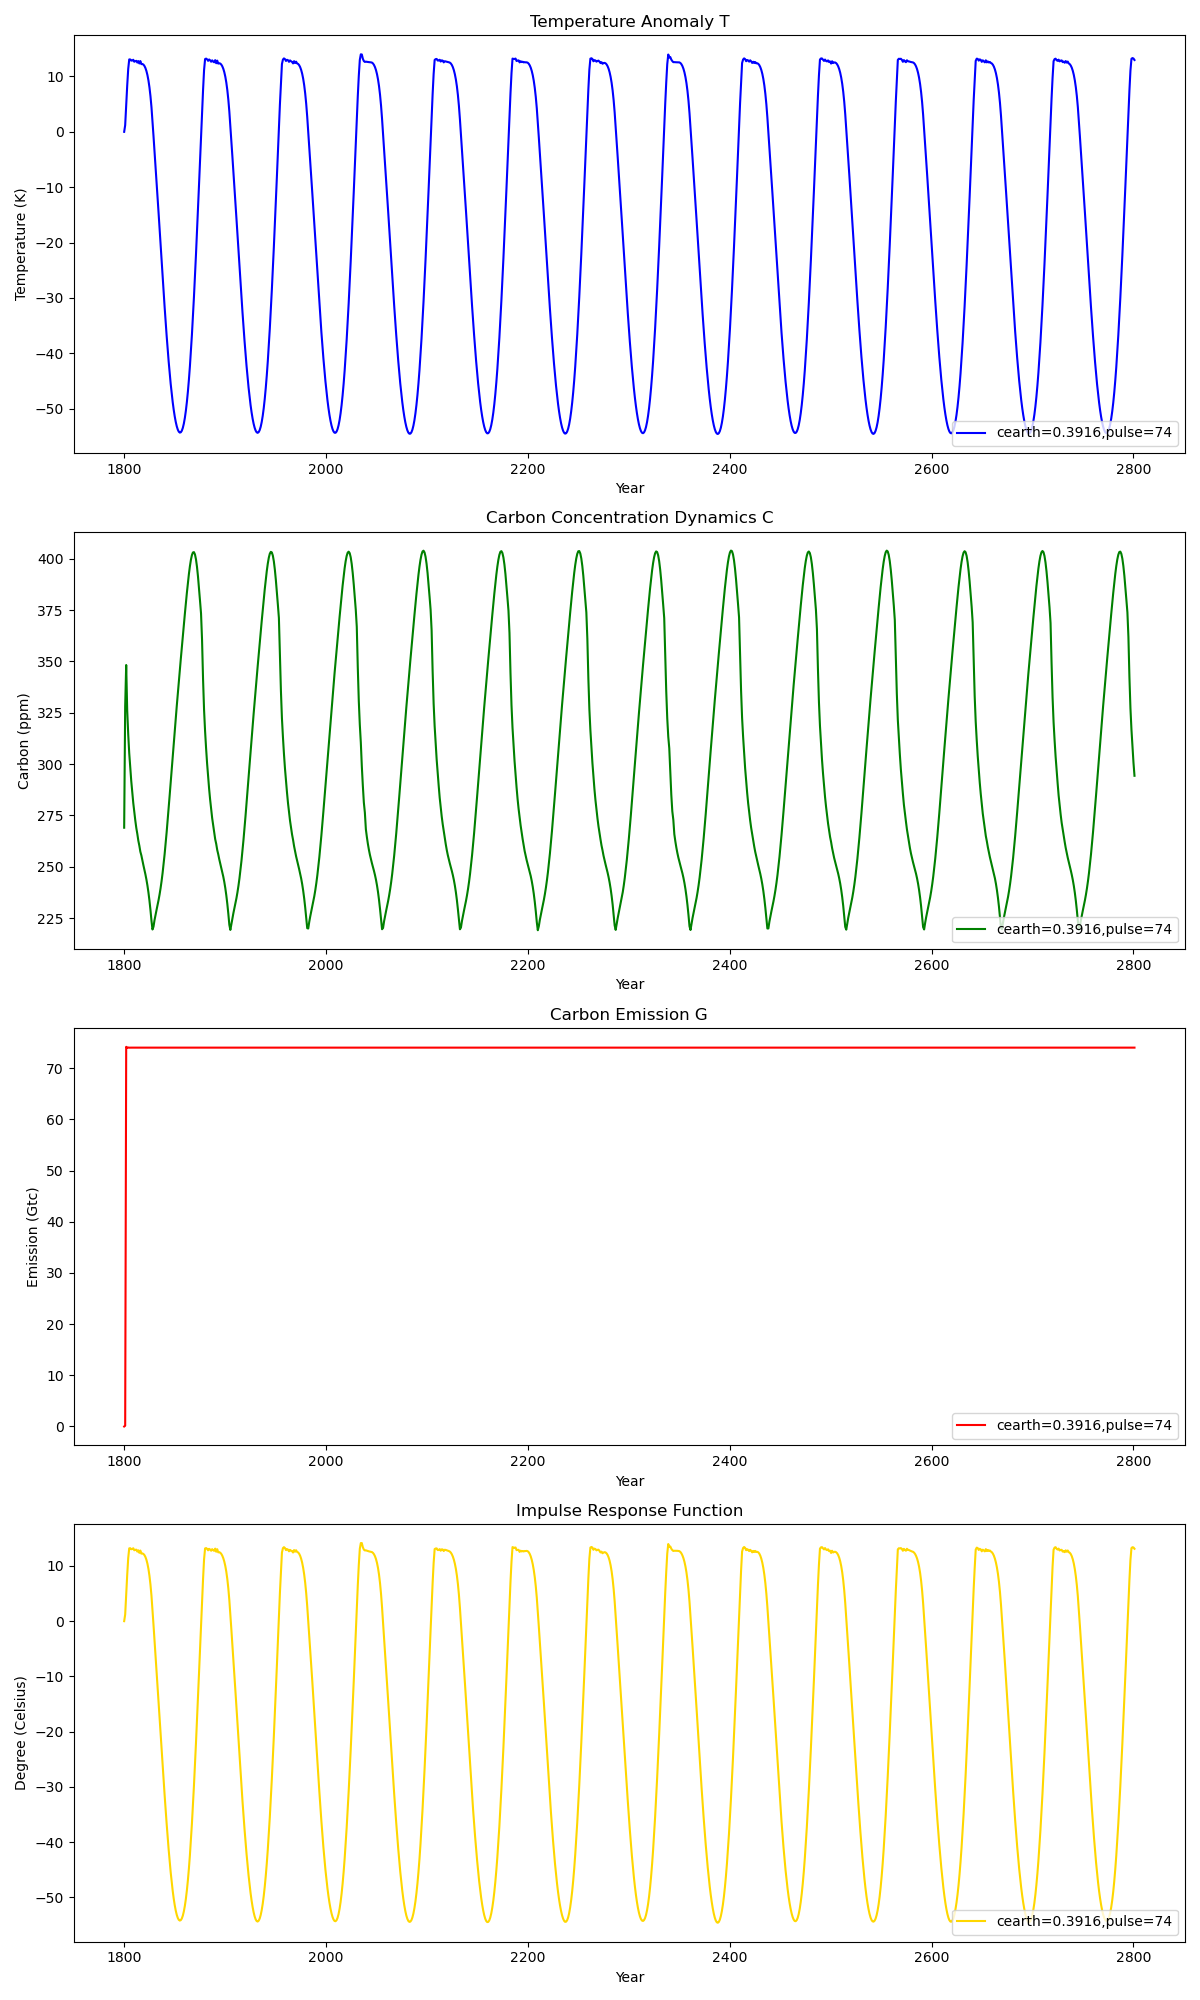 Temperature Anomaly T
10
0
−10
−20
−30
−40
−50
Temperature (K)
cearth=0.3916,pulse=74
1800 2000 2200 2400 2600 2800
Year
Carbon Concentration Dynamics C
400
375
350
325
300
275
250
225
Carbon (ppm)
cearth=0.3916,pulse=74
1800 2000 2200 2400 2600 2800
Year
Carbon Emission G
70
60
50
40
30
20
10
0
Emission (Gtc)
cearth=0.3916,pulse=74
1800 2000 2200 2400 2600 2800
Year
Impulse Response Function
10
0
−10
−20
−30
−40
−50
Degree (Celsius)
cearth=0.3916,pulse=74
1800 2000 2200 2400 2600 2800
Year